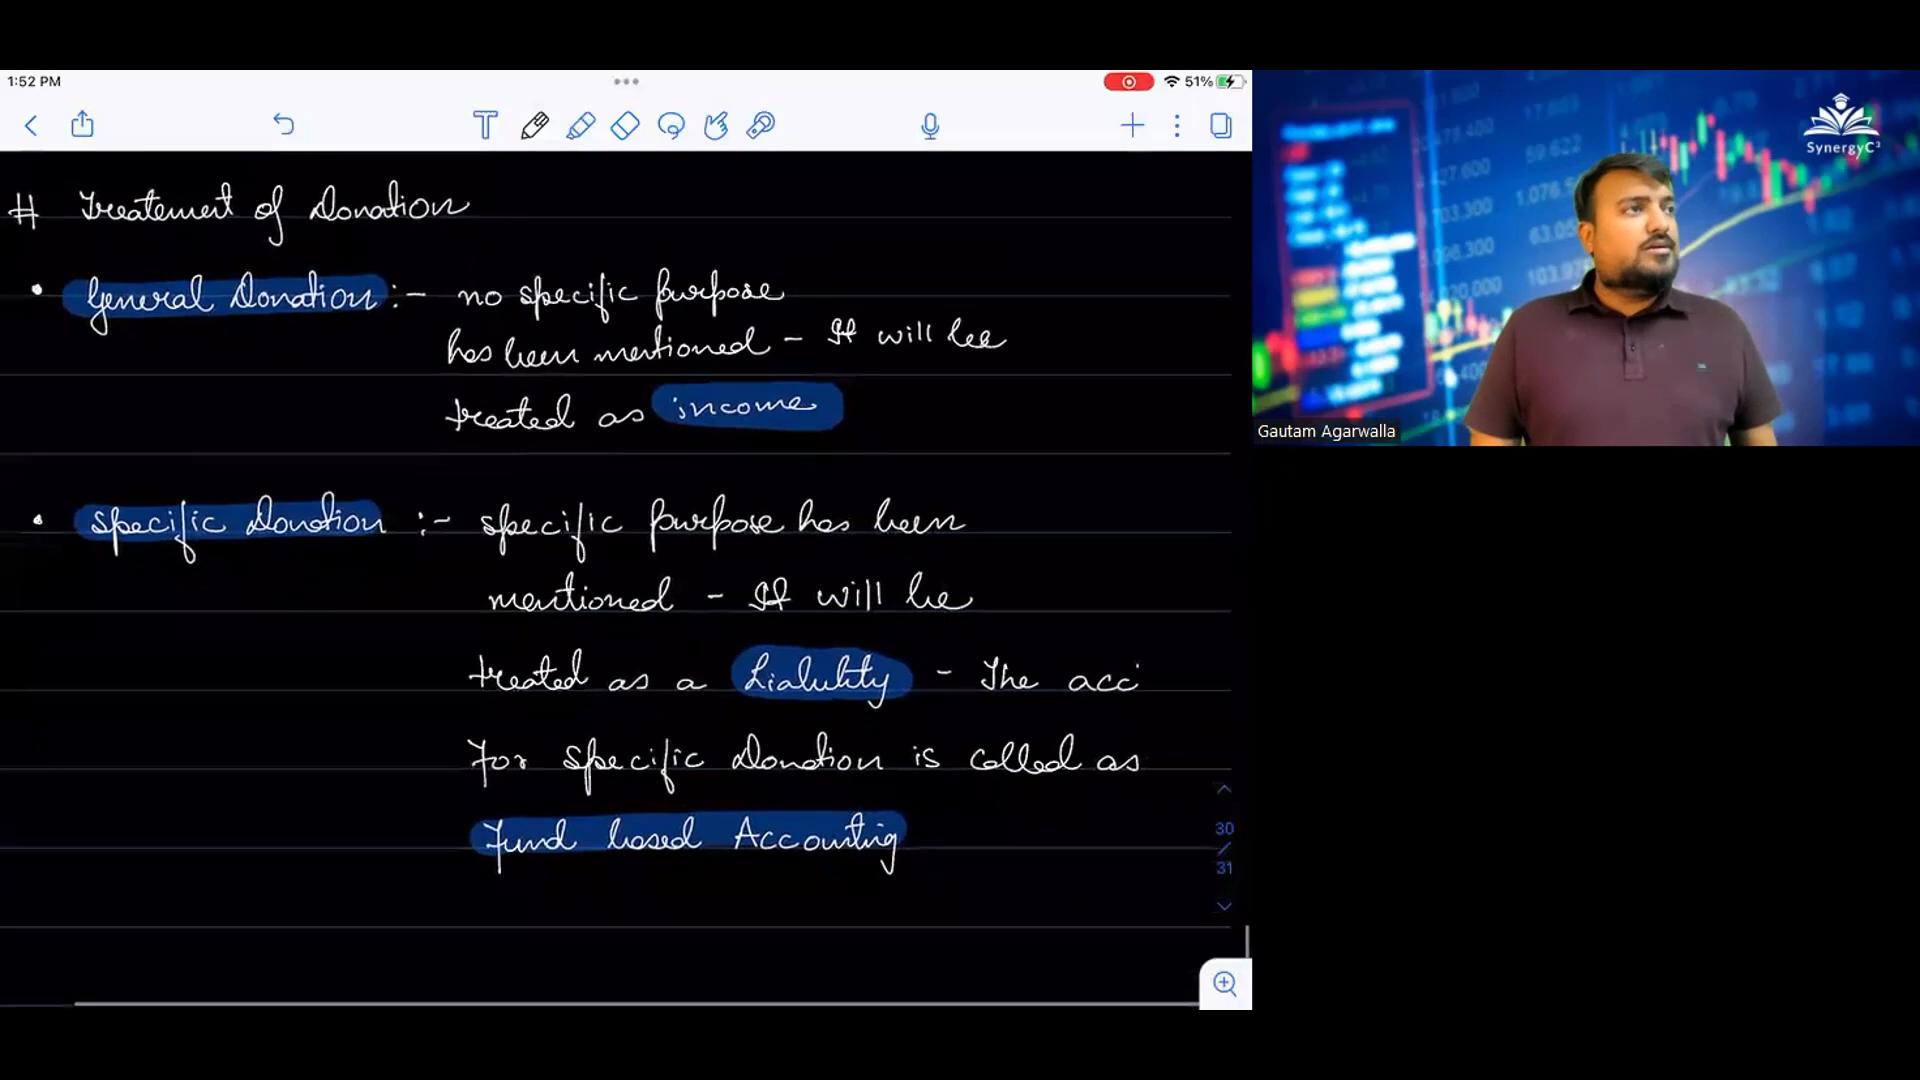 1:52 PM
51%
# Treatement of Donation
• General Donation :- no specific purpose
has been mentioned - It will be
treated as income
• Specific Donation :- specific purpose has been
mentioned - It will be
treated as a Liability - The acc
for specific Donation is called as
Fund based Accounting
30
/
31
SynergyC³
Gautam Agarwalla